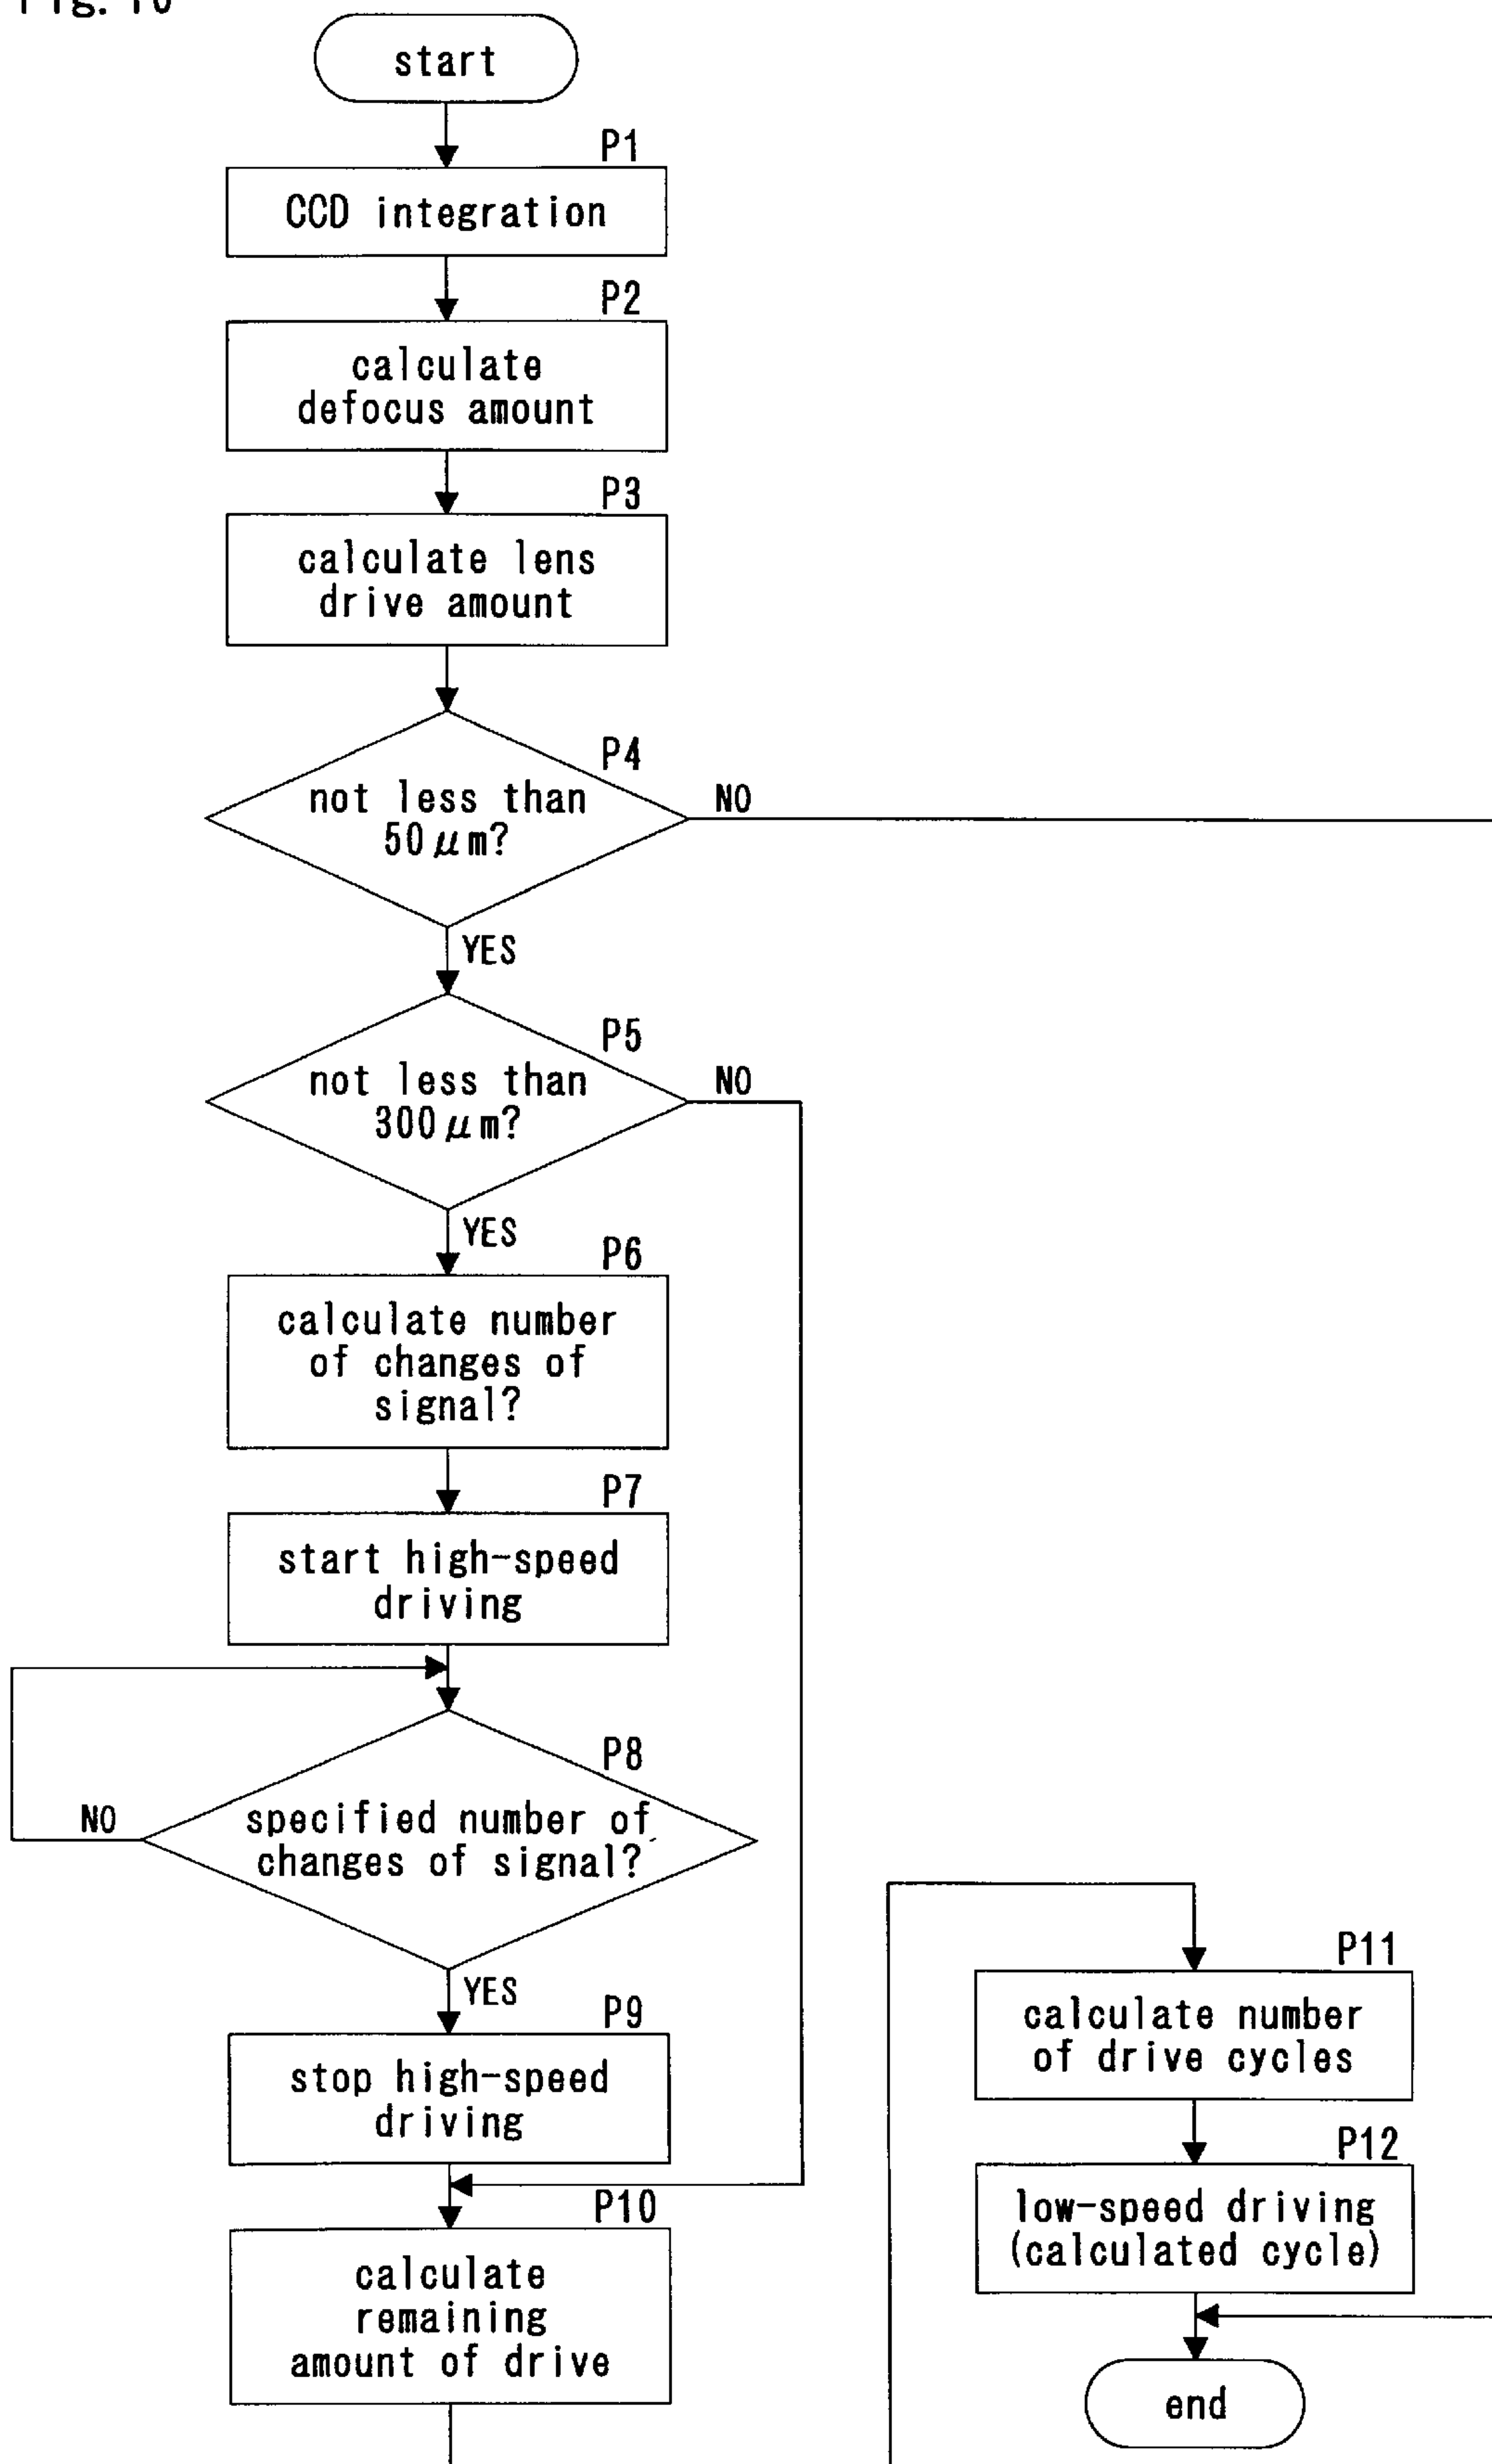 Fig. 10
start
P1
CCD integration
P2
calculate
defocus amount
P3
calculate lens
drive amount
P4
not less than
50μm?
NO
YES
P5
not less than
300μm?
NO
YES
P6
calculate number
of changes of
signal?
P7
start high-speed
driving
P8
specified number of
changes of signal?
NO
YES
P9
stop high-speed
driving
P10
calculate
remaining
amount of drive
P11
calculate number
of drive cycles
P12
low-speed driving
(calculated cycle)
end